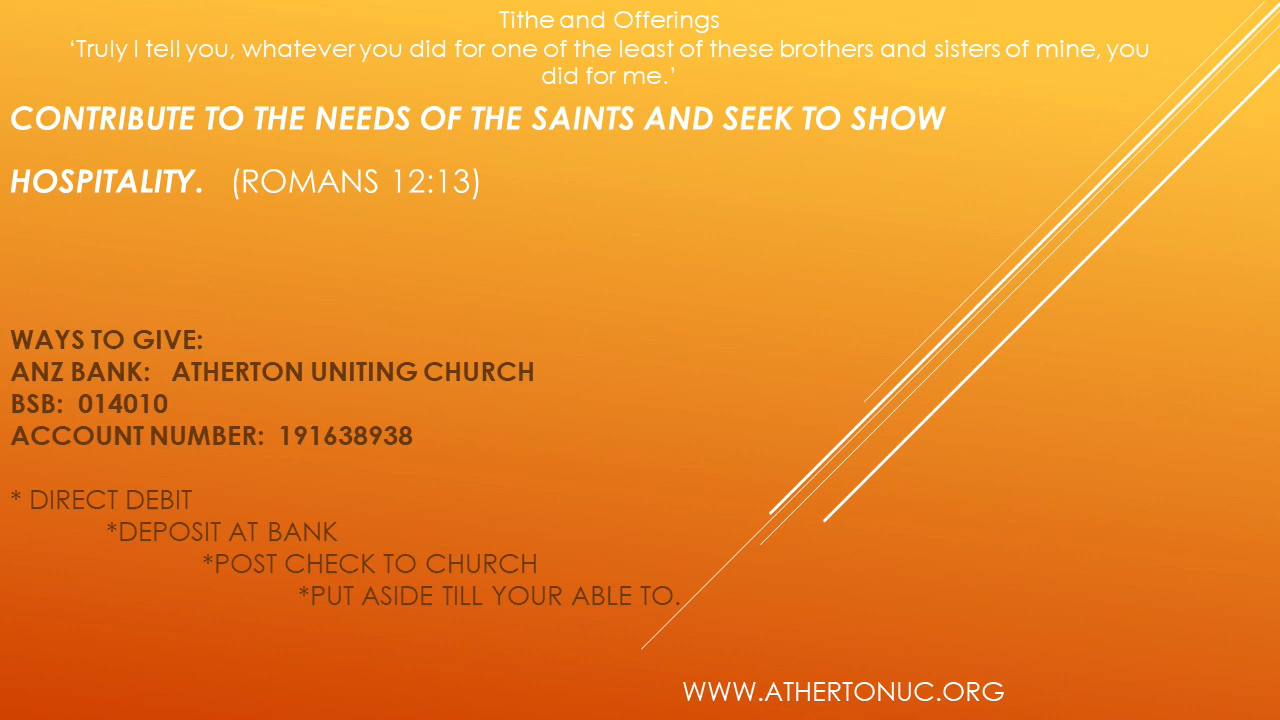 Tithe and Offerings
‘Truly I tell you, whatever you did for one of the least of these brothers and sisters of mine, you
did for me.’
CONTRIBUTE TO THE NEEDS OF THE SAINTS AND SEEK TO SHOW
HOSPITALITY. (ROMANS 12:13)
WAYS TO GIVE:
ANZ BANK: ATHERTON UNITING CHURCH
BSB: 014010
ACCOUNT NUMBER: 191638938
* DIRECT DEBIT
*DEPOSIT AT BANK
*POST CHECK TO CHURCH
*PUT ASIDE TILL YOUR ABLE TO.
WWW.ATHERTONUC.ORG